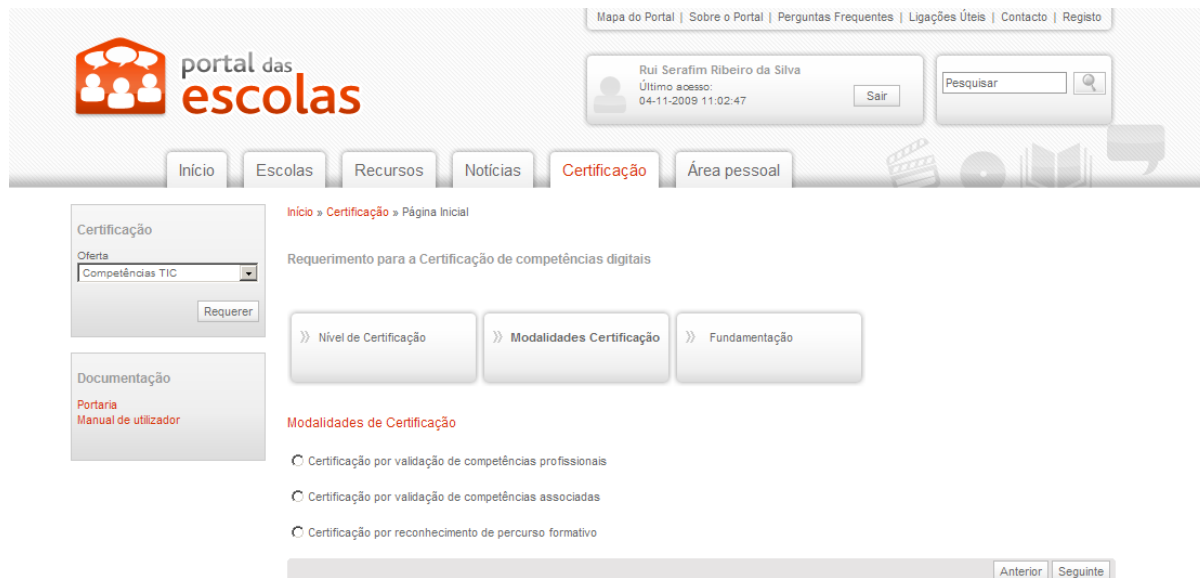 Mapa do Portal | Sobre o Portal | Perguntas Frequentes | Ligações Úteis | Contacto | Registo
portal das
escolas
Rui Serafim Ribeiro da Silva
Último acesso:
04-11-2009 11:02:47
Sair
Pesquisar
Início
Escolas
Recursos
Notícias
Certificação
Área pessoal
Certificação
Oferta
Competências TIC
Requerer
Documentação
Portaria
Manual de utilizador
Início » Certificação » Página Inicial
Requerimento para a Certificação de competências digitais
» Nível de Certificação
» Modalidades Certificação
» Fundamentação
Modalidades de Certificação
Certificação por validação de competências profissionais
Certificação por validação de competências associadas
Certificação por reconhecimento de percurso formativo
Anterior
Seguinte